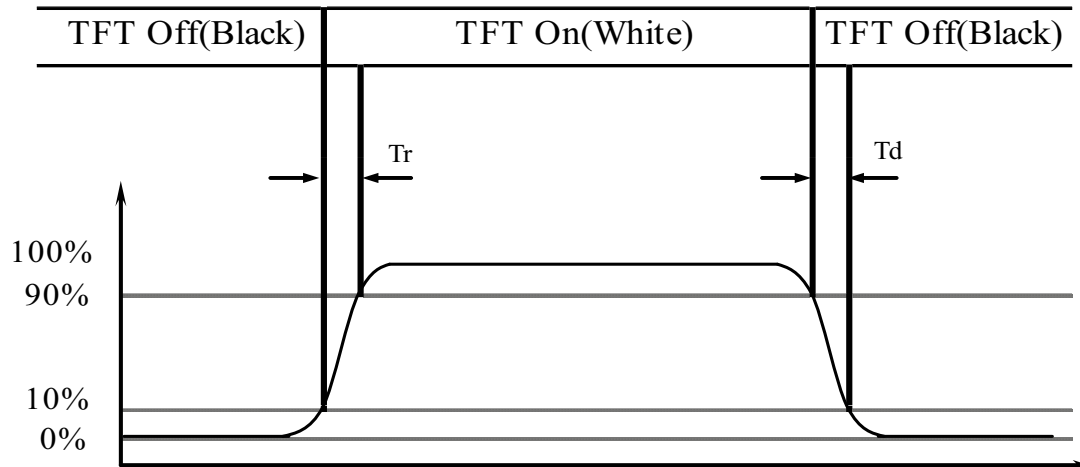 TFT Off(Black) TFT On(White) TFT Off(Black)
Tr Td
100%
90%
10%
0%